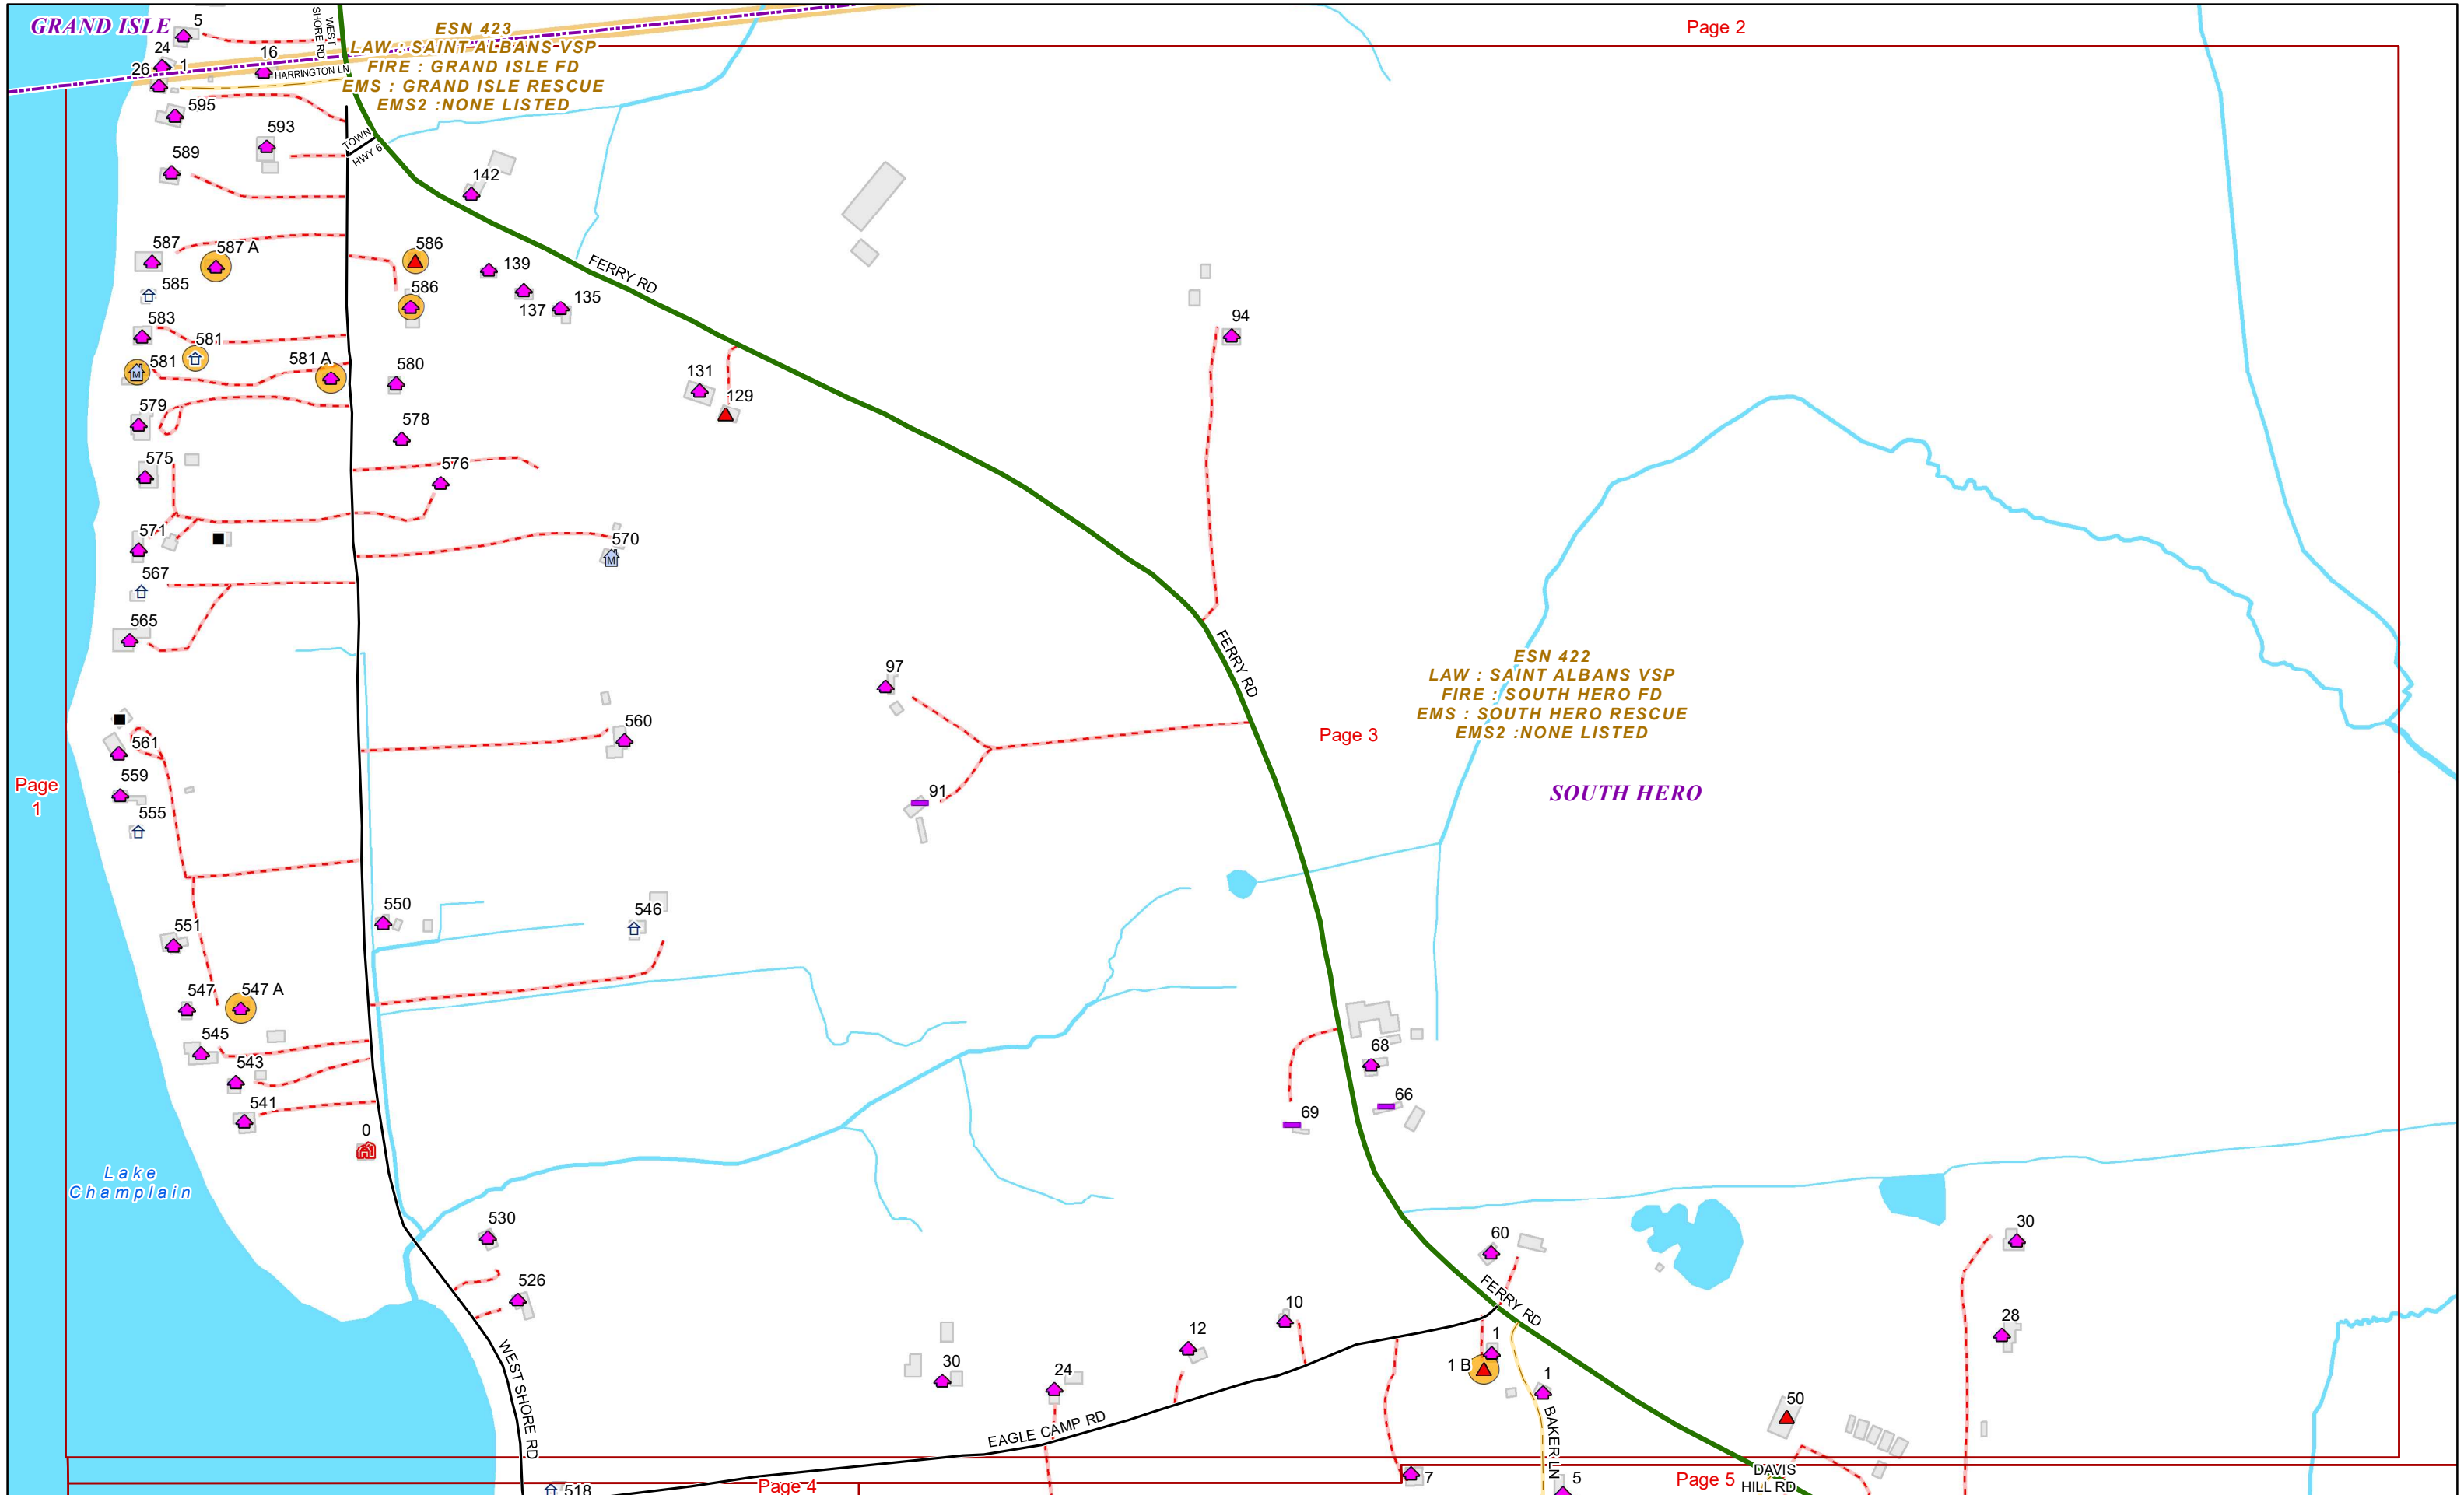 GRAND ISLE
5
WEST
SHORE RD
ESN 423
LAW : SAINT ALBANS VSP
FIRE : GRAND ISLE FD
EMS : GRAND ISLE RESCUE
EMS2 :NONE LISTED
Page 2
24
1
16
26
HARRINGTON LN
595
593
TOWN
HWY 6
589
142
587
587 A
586
139
FERRY RD
585
586
137
135
583
581
94
581
581 A
580
131
129
579
578
575
576
571
570
567
565
FERRY RD
ESN 422
LAW : SAINT ALBANS VSP
FIRE : SOUTH HERO FD
EMS : SOUTH HERO RESCUE
EMS2 :NONE LISTED
97
560
Page 3
561
559
Page
1
91
SOUTH HERO
555
550
546
551
547
547 A
545
543
68
541
66
69
0
Lake
Champlain
530
60
30
526
FERRY RD
10
12
28
1
30
24
1 B
1
WEST SHORE RD
EAGLE CAMP RD
BAKER LN
50
DAVIS
HILL RD
7
5
Page 5
Page 4
518
M
M